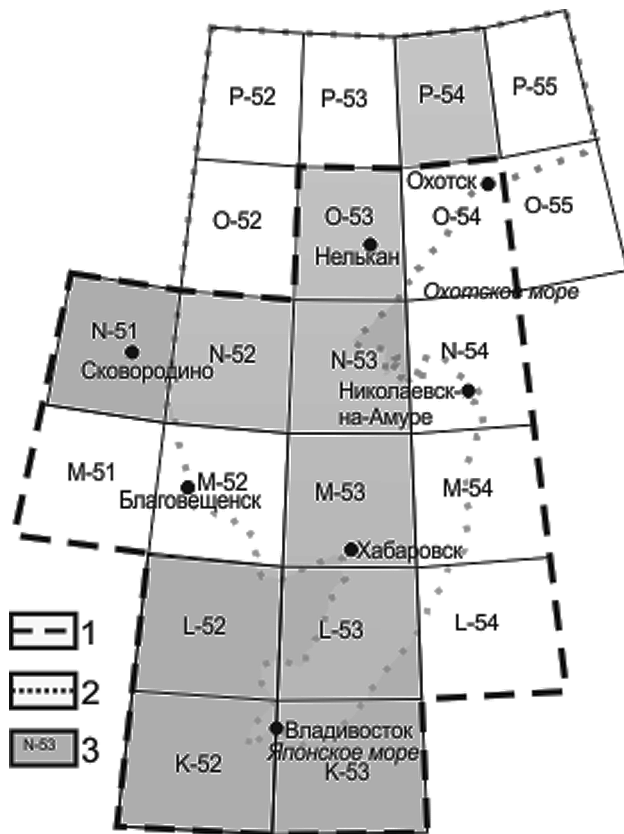 P-52 P-53 P-54 P-55
Охотск
O-52 O-53 O-54 O-55
Нелькан
Охотское море
N-51 N-52 N-53 N-54
Сковородино
Николаевск-
на-Амуре
M-51 M-52 M-53 M-54
Благовещенск
Хабаровск
L-52 L-53 L-54
1
2
N-53 3
Владивосток
Японское море
K-52 K-53